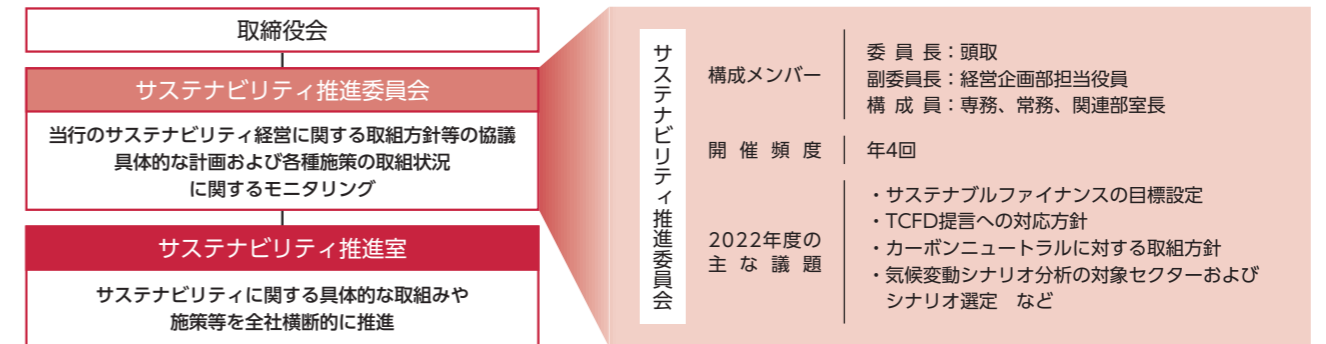 取締役会
サステナビリティ推進委員会
当行のサステナビリティ経営に関する取組方針等の協議
具体的な計画および各種施策の取組状況
に関するモニタリング
サステナビリティ推進室
サステナビリティに関する具体的な取組みや
施策等を全社横断的に推進
サステナビリティ推進委員会
構成メンバー
委員長：頭取
副委員長：経営企画部担当役員
構成員：専務、常務、関連部室長
開催頻度
年4回
2022年度の
主な議題
・サステナブルファイナンスの目標設定
・TCFD提言への対応方針
・カーボンニュートラルに対する取組方針
・気候変動シナリオ分析の対象セクターおよび
シナリオ選定　など